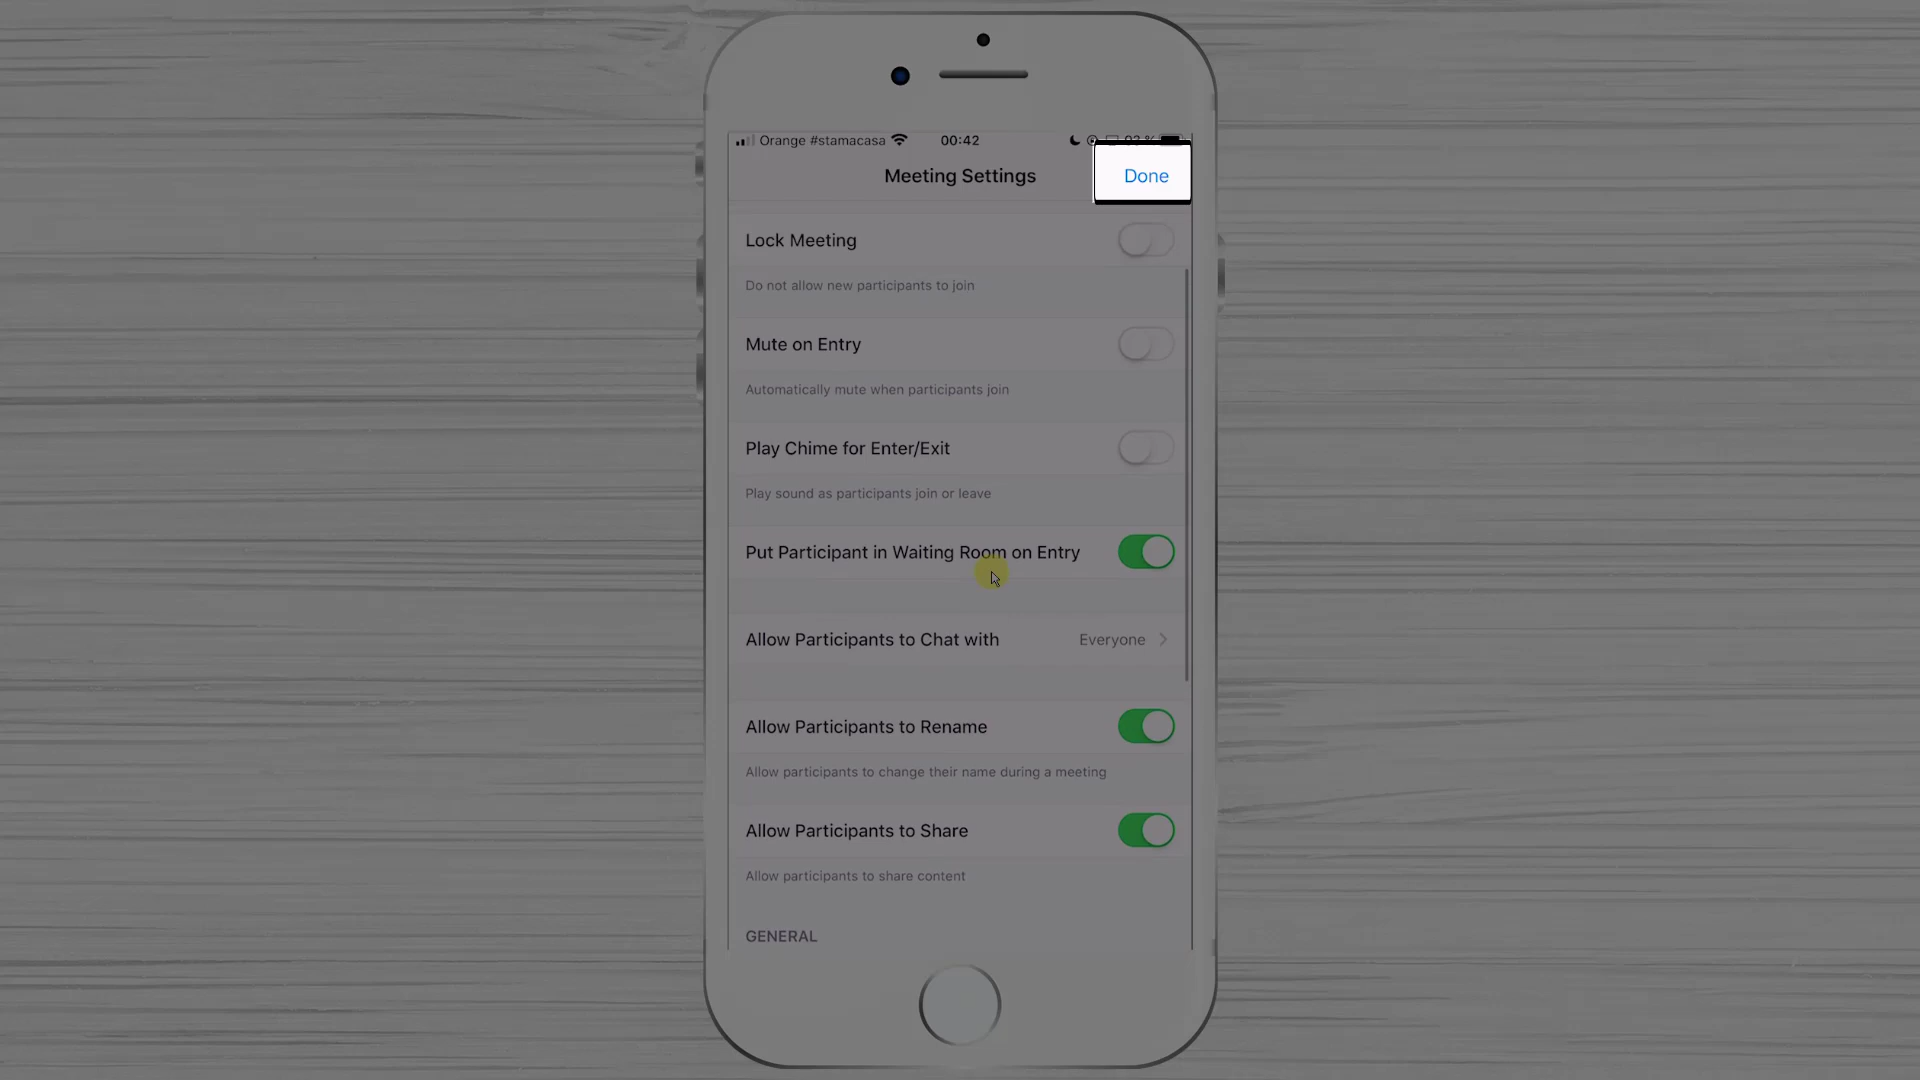 Orange #stamacasa 00:42 93 %
Meeting Settings Done
Lock Meeting
Do not allow new participants to join
Mute on Entry
Automatically mute when participants join
Play Chime for Enter/Exit
Play sound as participants join or leave
Put Participant in Waiting Room on Entry
Allow Participants to Chat with Everyone
Allow Participants to Rename
Allow participants to change their name during a meeting
Allow Participants to Share
Allow participants to share content
GENERAL